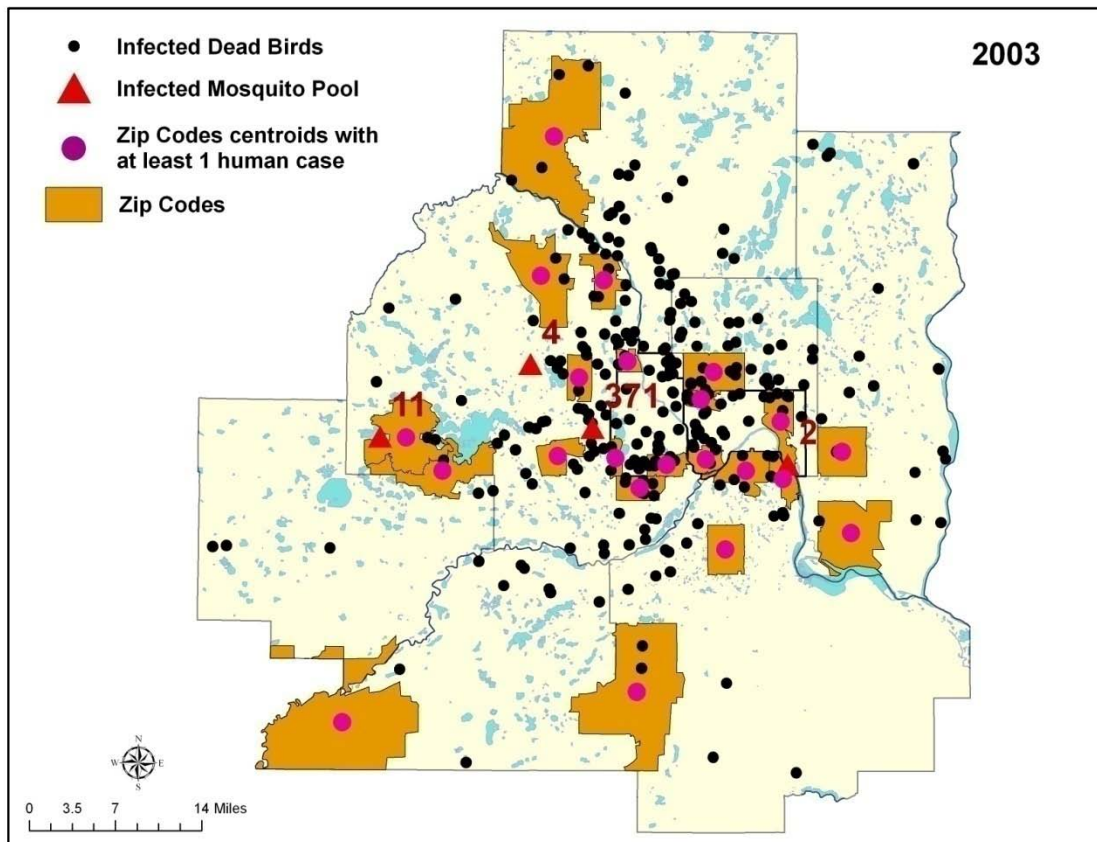 Infected Dead Birds
Infected Mosquito Pool
Zip Codes centroids with
at least 1 human case
Zip Codes
2003
4
371
11
2
N
W E
S
0 3.5 7 14 Miles